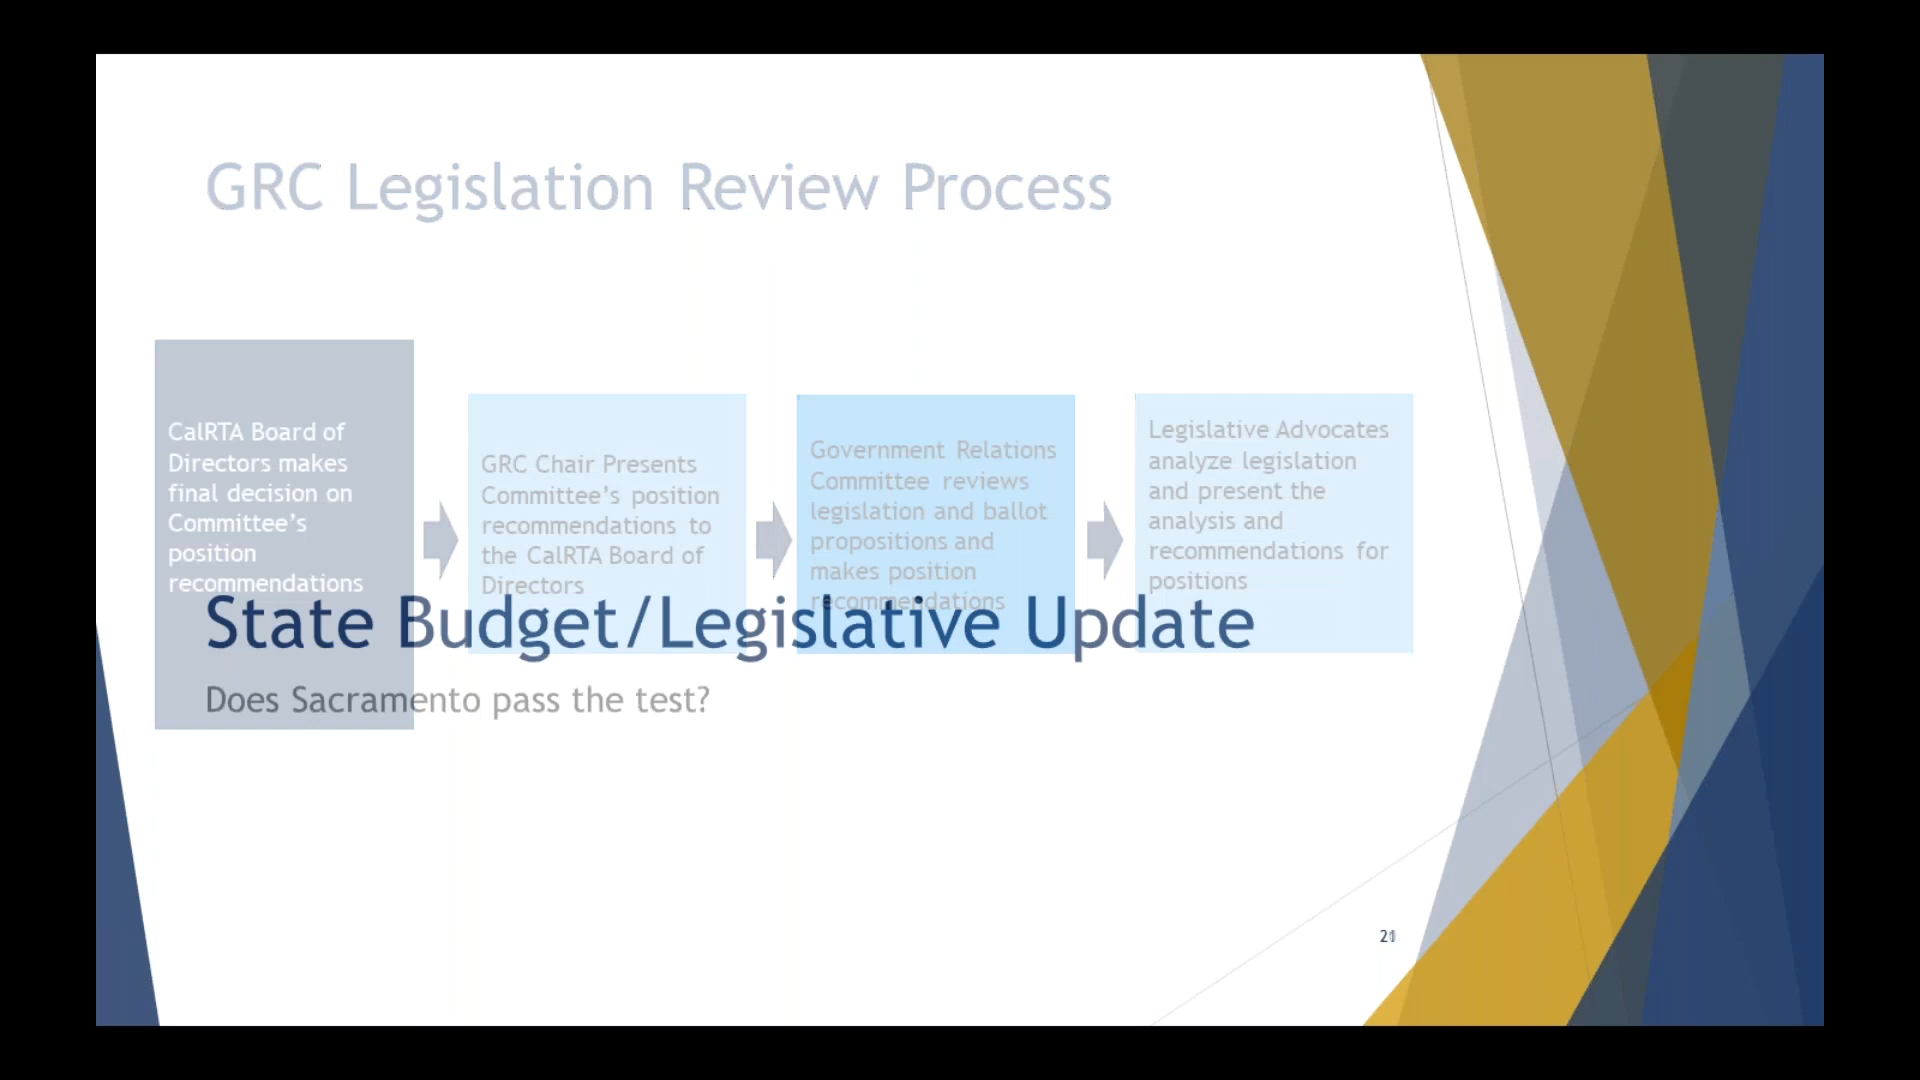 GRC Legislation Review Process
CalRTA Board of
Directors makes
final decision on
Committee’s
position
recommendations
GRC Chair Presents
Committee’s position
recommendations to
the CalRTA Board of
Directors
Government Relations
Committee reviews
legislation and ballot
propositions and
makes position
recommendations
Legislative Advocates
analyze legislation
and present the
analysis and
recommendations for
positions
State Budget/Legislative Update
Does Sacramento pass the test?